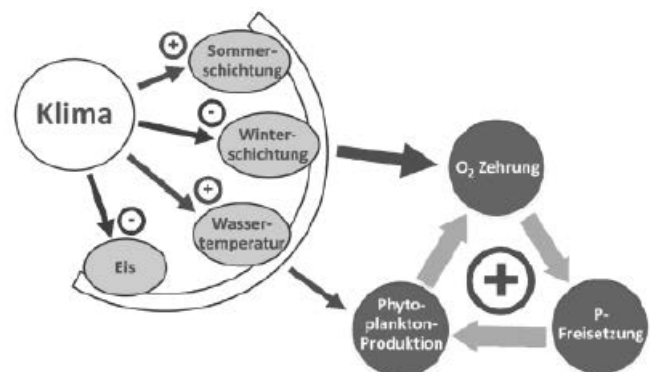 +
Sommer-
schichtung
Klima
-
Winter-
schichtung
+
Wasser-
temperatur
-
Eis
O₂ Zehrung
+
Phyto-
plankton-
Produktion
P-
Freisetzung